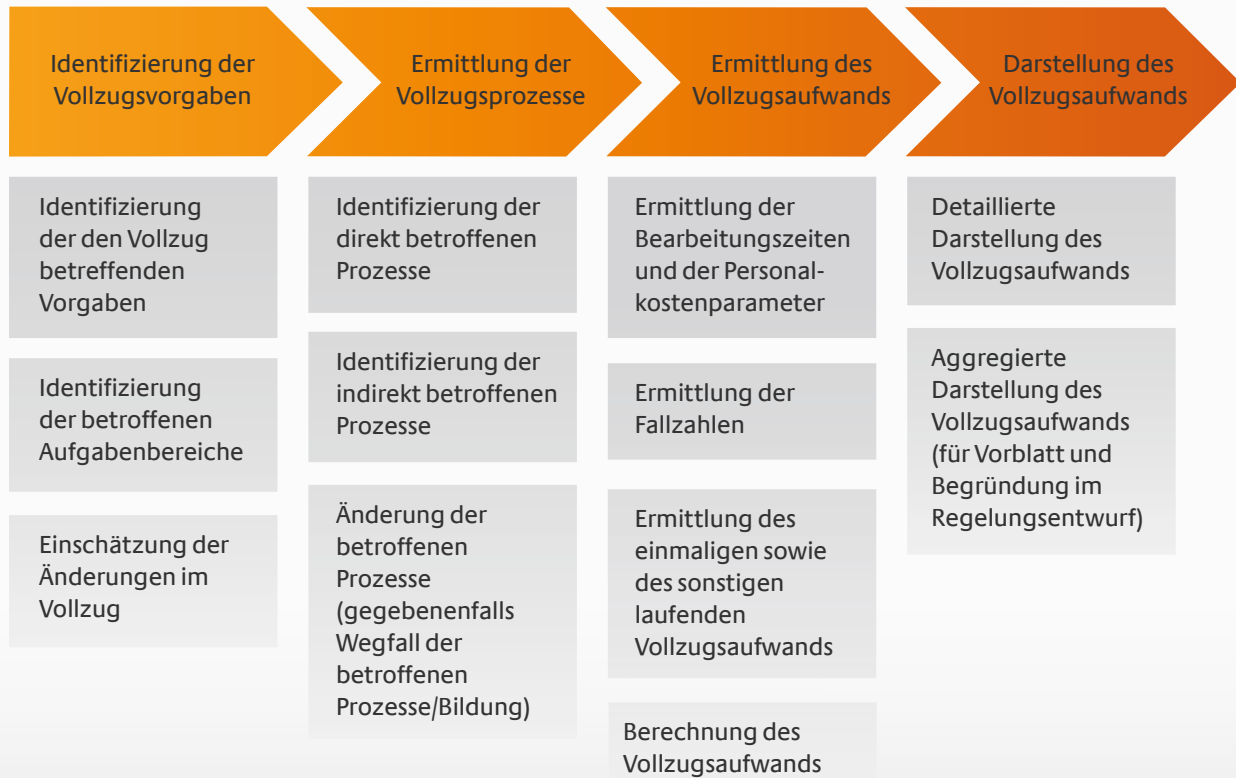 Identifizierung der
Vollzugsvorgaben
Ermittlung der
Vollzugsprozesse
Ermittlung des
Vollzugsaufwands
Darstellung des
Vollzugsaufwands
Identifizierung
der den Vollzug
betreffenden
Vorgaben
Identifizierung
der betroffenen
Aufgabenbereiche
Einschätzung der
Änderungen im
Vollzug
Identifizierung der
direkt betroffenen
Prozesse
Identifizierung der
indirekt betroffenen
Prozesse
Änderung der
betroffenen
Prozesse
(gegebenenfalls
Wegfall der
betroffenen
Prozesse/Bildung)
Ermittlung der
Bearbeitungszeiten
und der Personal-
kostenparameter
Ermittlung der
Fallzahlen
Ermittlung des
einmaligen sowie
des sonstigen
laufenden
Vollzugsaufwands
Berechnung des
Vollzugsaufwands
Detaillierte
Darstellung des
Vollzugsaufwands
Aggregierte
Darstellung des
Vollzugsaufwands
(für Vorblatt und
Begründung im
Regelungsentwurf)